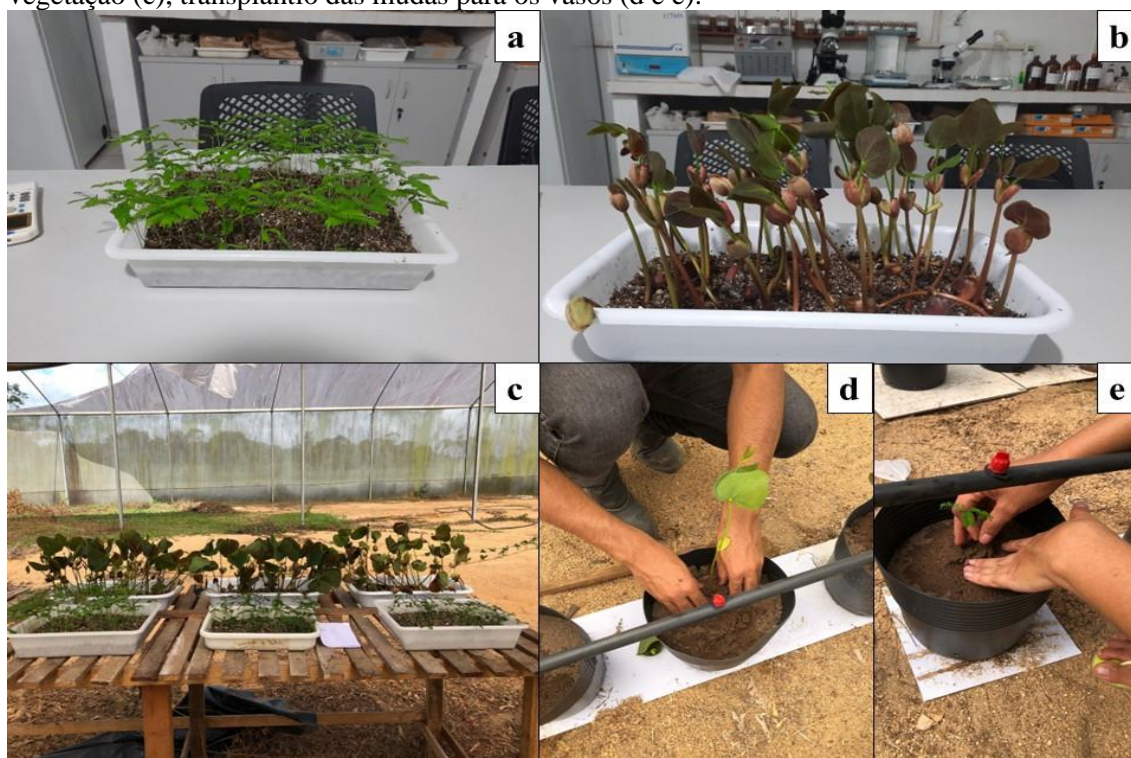 vegetação (c), transplantio das mudas para os vasos (d e e).
a
b
c
d
e